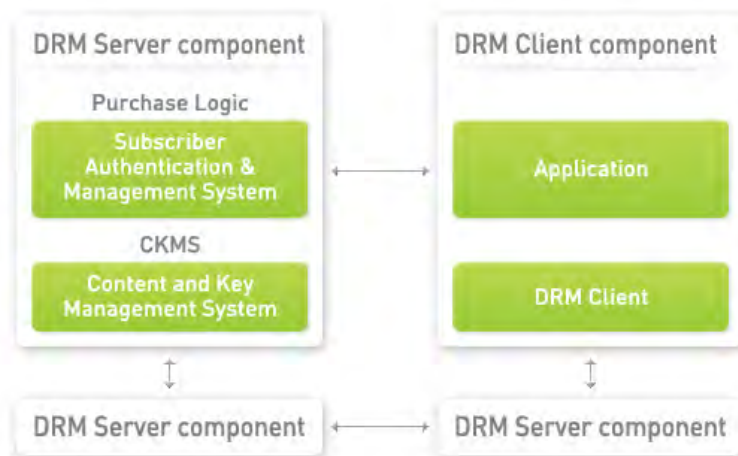 DRM Server component
Purchase Logic
Subscriber
Authentication &
Management System
CKMS
Content and Key
Management System
DRM Client component
Application
DRM Client
DRM Server component
DRM Server component